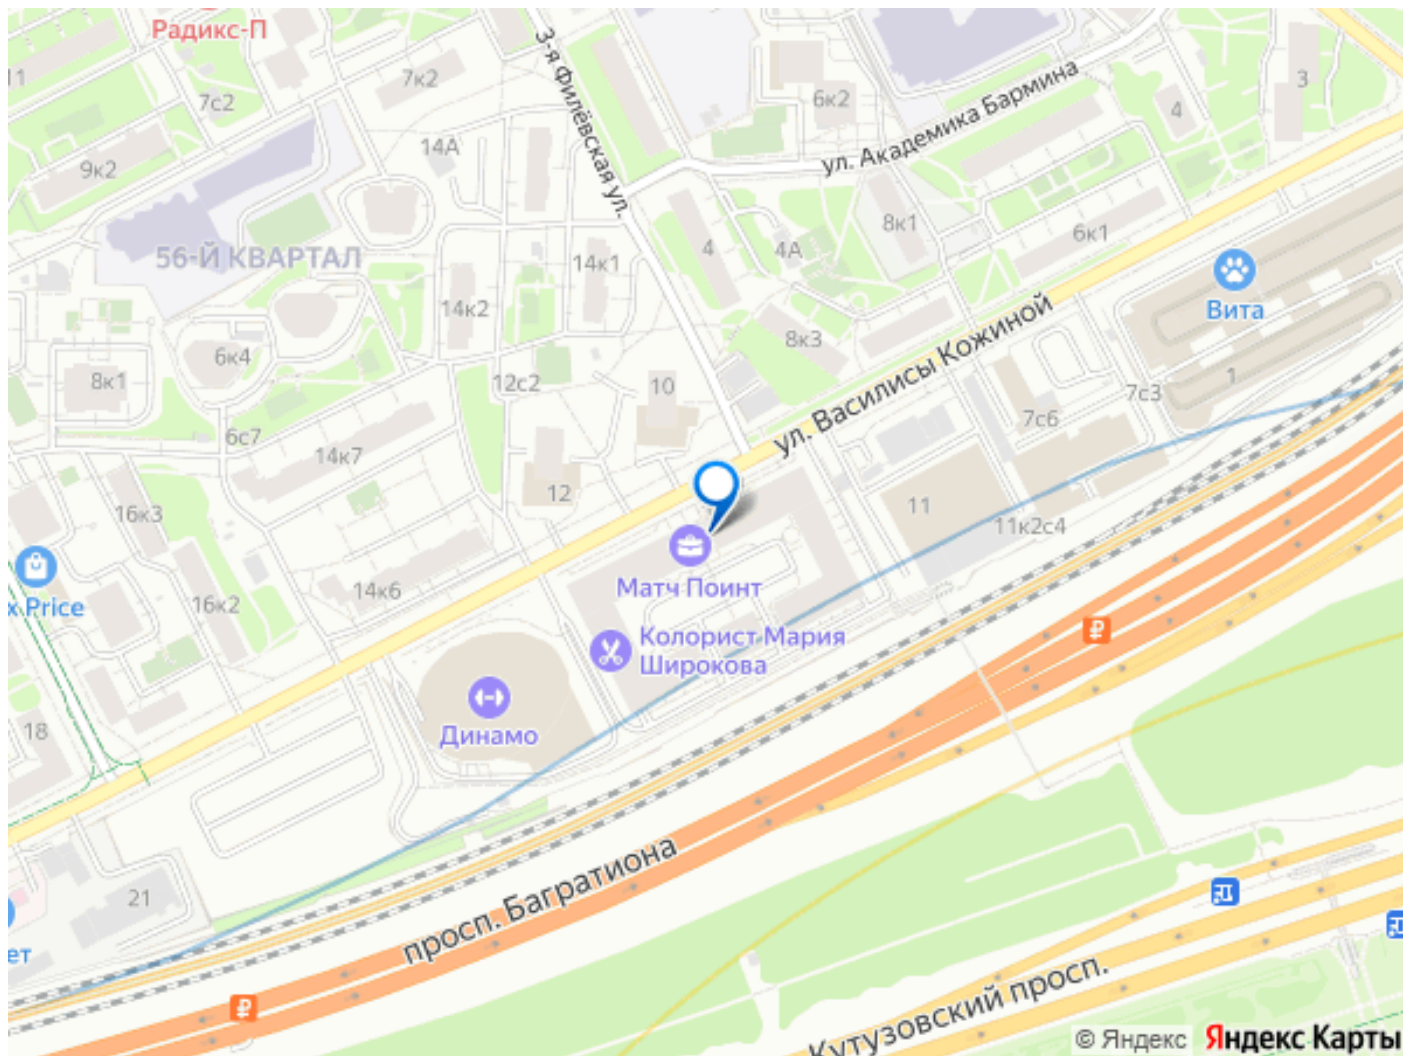 Радикс-П
11
7к2
7с2
3-я Филёвская ул.
6к2
ул. Академика Бармина
4
3
9к2
14А
8к1
6к1
56-Й КВАРТАЛ
14к1
4
4А
Вита
14к2
8к3
ул. Василисы Кожиной
6к4
8к1
12с2
10
7с3
1
7с6
6с7
14к7
12
16к3
11
11к2с4
x Price
16к2
14к6
Матч Поинт
Колорист Мария
Широкова
18
Динамо
21
ет
просп. Багратиона
Кутузовский просп.
© Яндекс Яндекс Карты